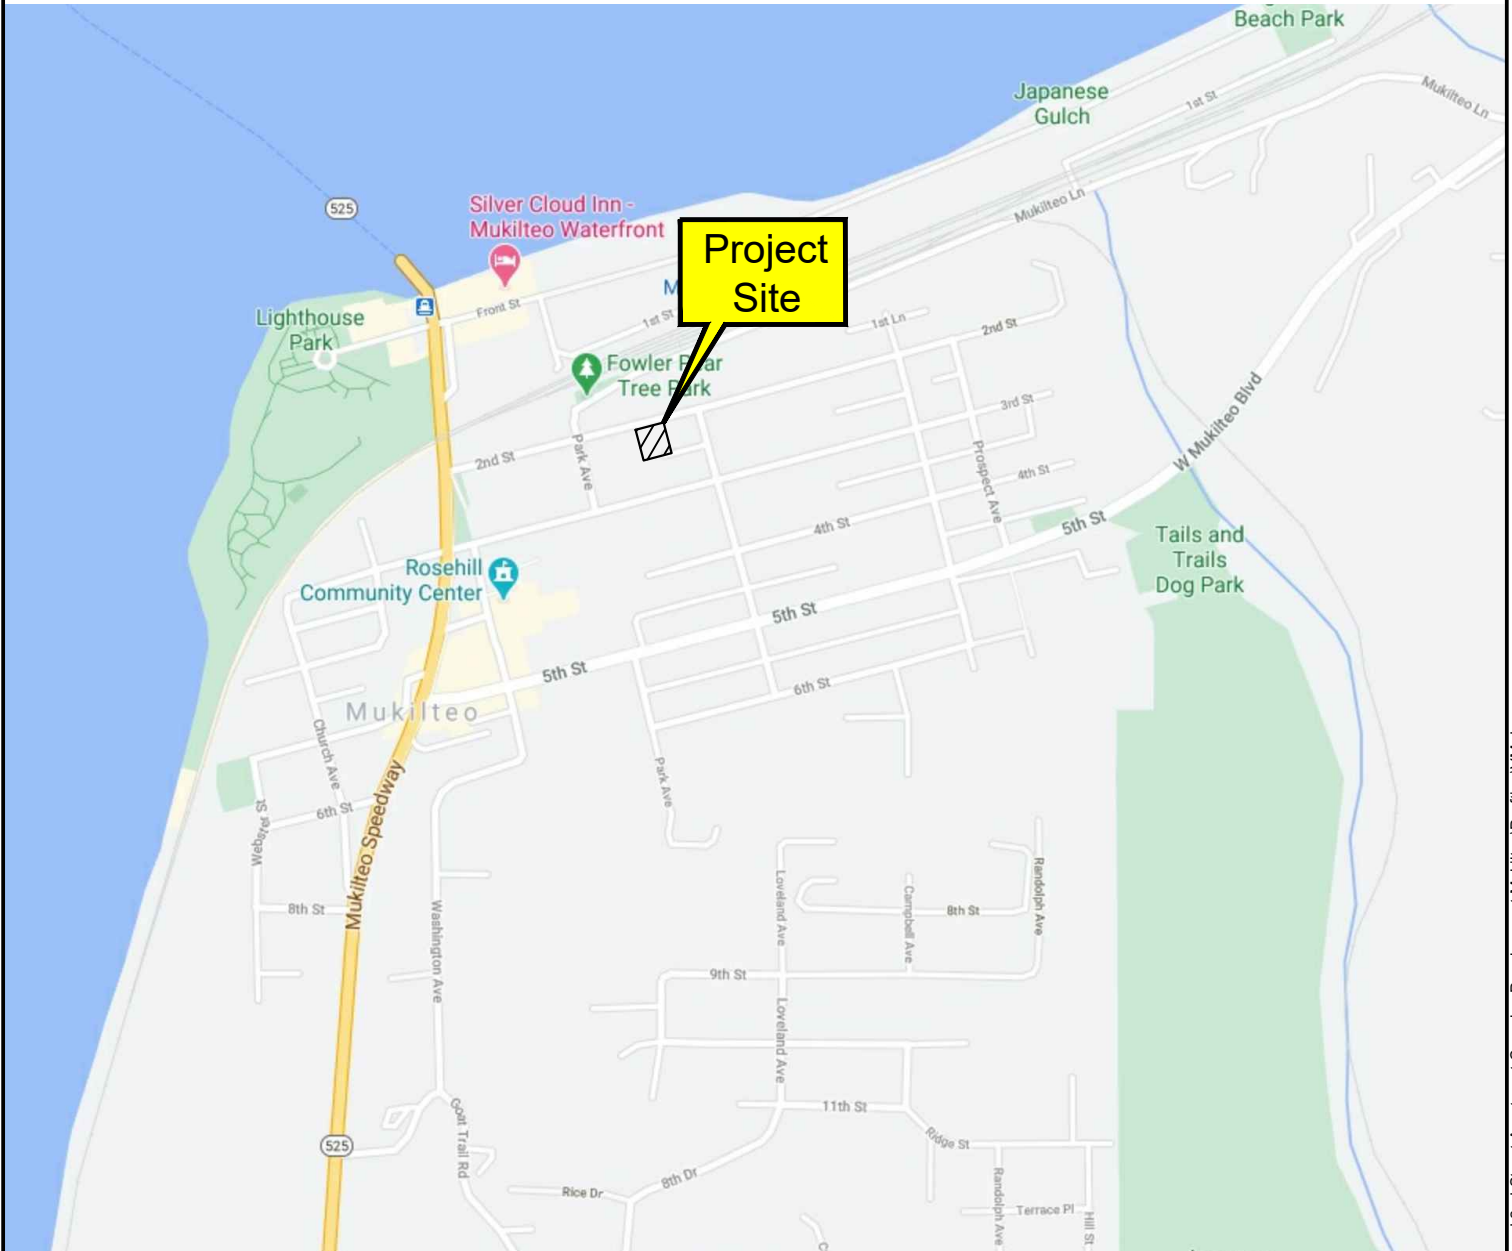 Beach Park
Japanese
Gulch
1st St
Mukilteo Ln
525
Silver Cloud Inn -
Mukilteo Waterfront
Mukilteo Ln
Project
Site
M
Front St
1st St
1st Ln
2nd St
Lighthouse
Park
Fowler Pear
Tree Park
3rd St
W Mukilteo Blvd
2nd St
Park Ave
Prospect Ave
4th St
4th St
5th St
Tails and
Trails
Dog Park
Rosehill
Community Center
5th St
5th St
6th St
Mukilteo
Church Ave
Park Ave
6th St
Webster St
Mukilteo Speedway
8th St
Washington Ave
Loveland Ave
Campbell Ave
8th St
Randolph Ave
9th St
Loveland Ave
11th St
Goat Trail Rd
Ridge St
525
8th Dr
Rice Dr
Randolph Ave
Terrace Pl
Hill St
C